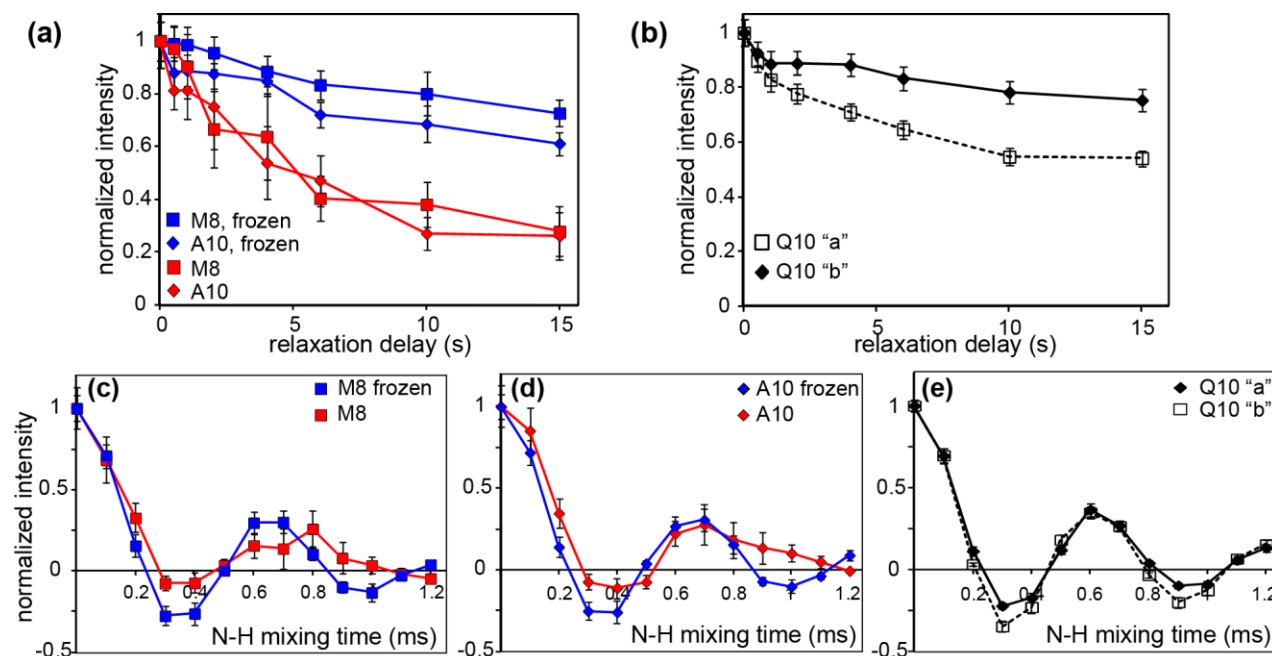 (a)
normalized intensity
1
0.8
0.6
0.4
0.2
0
M8, frozen
A10, frozen
M8
A10
0 5 10 15
relaxation delay (s)
(b)
normalized intensity
1
0.8
0.6
0.4
0.2
0
Q10 "a"
Q10 "b"
0 5 10 15
relaxation delay (s)
(c)
normalized intensity
1
0.5
0
-0.5
M8 frozen
M8
0.2 0.4 0.6 0.8 1.2
N-H mixing time (ms)
(d)
1
0.5
0
-0.5
A10 frozen
A10
0.2 0.4 0.6 0.8 1.2
N-H mixing time (ms)
(e)
1
0.5
0
-0.5
Q10 "a"
Q10 "b"
0.2 0.4 0.6 0.8 1.2
N-H mixing time (ms)